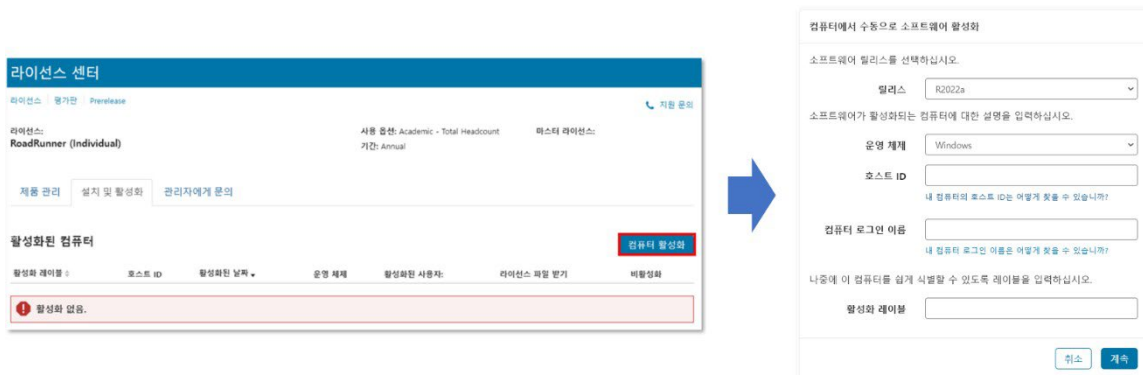 라이선스 센터
라이선스 평가판 Prerelease
지원 문의
라이선스:
RoadRunner (Individual)
사용 옵션: Academic - Total Headcount
기간: Annual
마스터 라이선스:
제품 관리 설치 및 활성화 관리자에게 문의
활성화된 컴퓨터
컴퓨터 활성화
활성화 레이블 호스트 ID 활성화된 날짜 운영 체제 활성화된 사용자: 라이선스 파일 받기 비활성화
활성화 없음.
컴퓨터에서 수동으로 소프트웨어 활성화
소프트웨어 릴리스를 선택하십시오.
릴리스 R2022a
소프트웨어가 활성화되는 컴퓨터에 대한 설명을 입력하십시오.
운영 체제 Windows
호스트 ID
내 컴퓨터의 호스트 ID는 어떻게 찾을 수 있습니까?
컴퓨터 로그인 이름
내 컴퓨터 로그인 이름은 어떻게 찾을 수 있습니까?
나중에 이 컴퓨터를 쉽게 식별할 수 있도록 레이블을 입력하십시오.
활성화 레이블
취소 계속